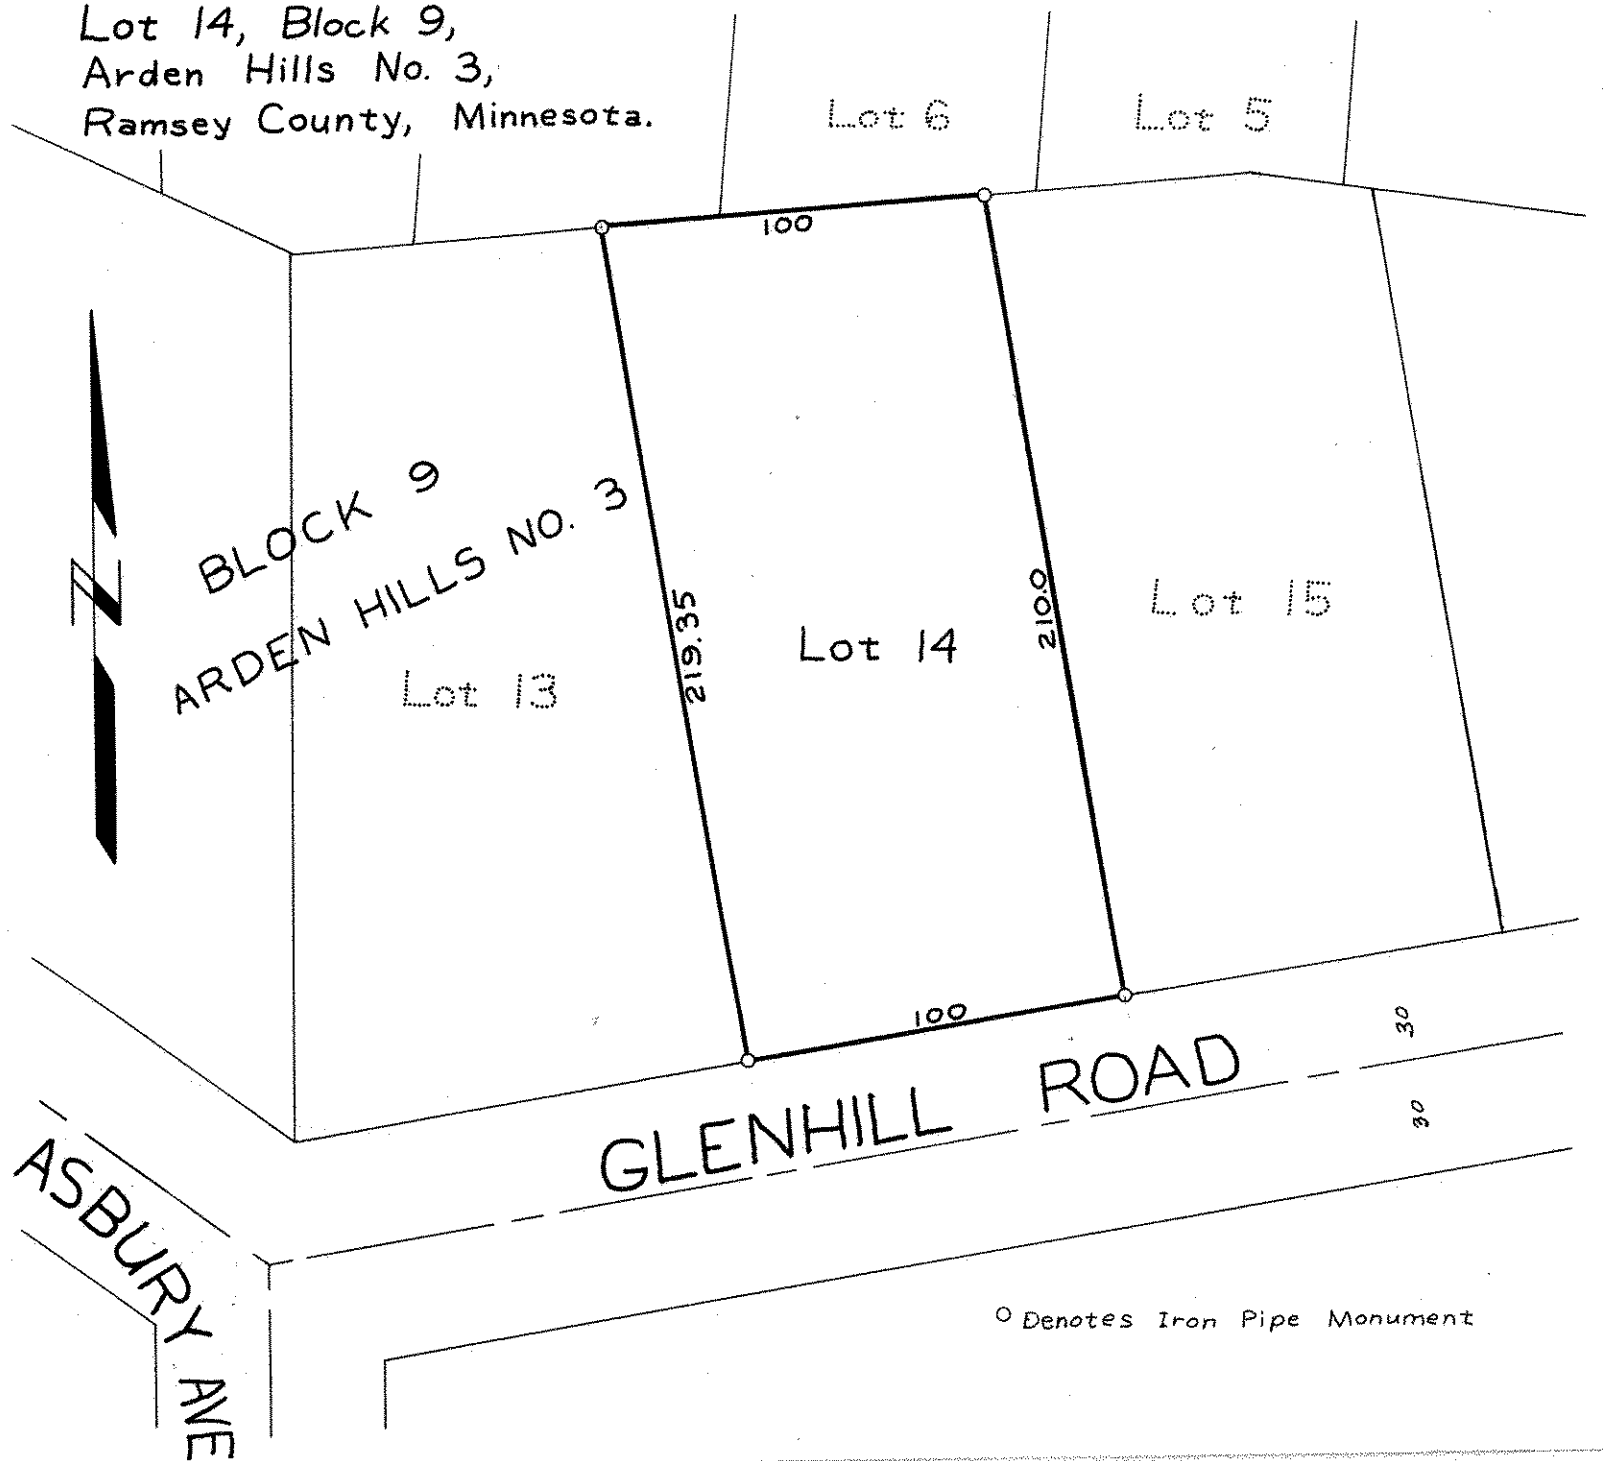 Lot 14, Block 9,
Arden Hills No. 3,
Ramsey County, Minnesota.
Lot 6
Lot 5
100
BLOCK 9
ARDEN HILLS NO. 3
N
219.35
210.0
Lot 13
Lot 14
Lot 15
100
30
30
GLENHILL ROAD
ASBURY AVE
O Denotes Iron Pipe Monument